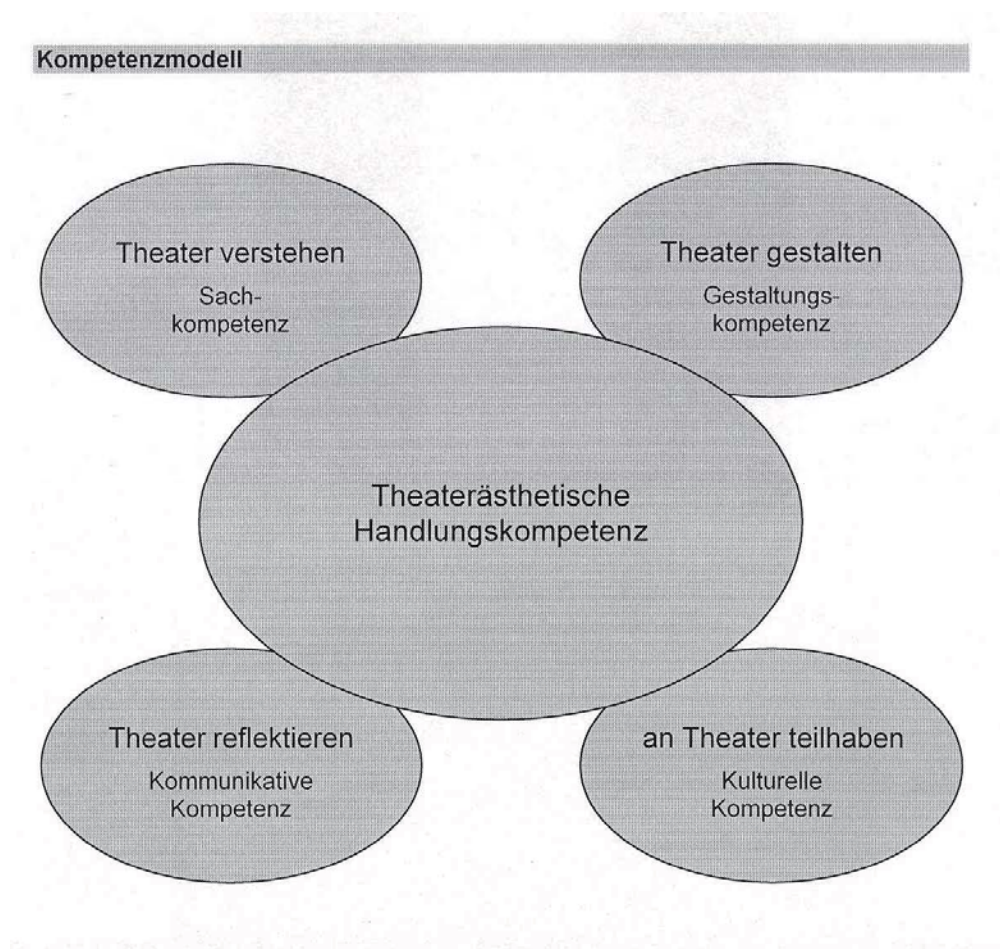 Kompetenzmodell
Theater verstehen
Sach-
kompetenz
Theater gestalten
Gestaltungs-
kompetenz
Theaterästhetische
Handlungskompetenz
Theater reflektieren
Kommunikative
Kompetenz
an Theater teilhaben
Kulturelle
Kompetenz